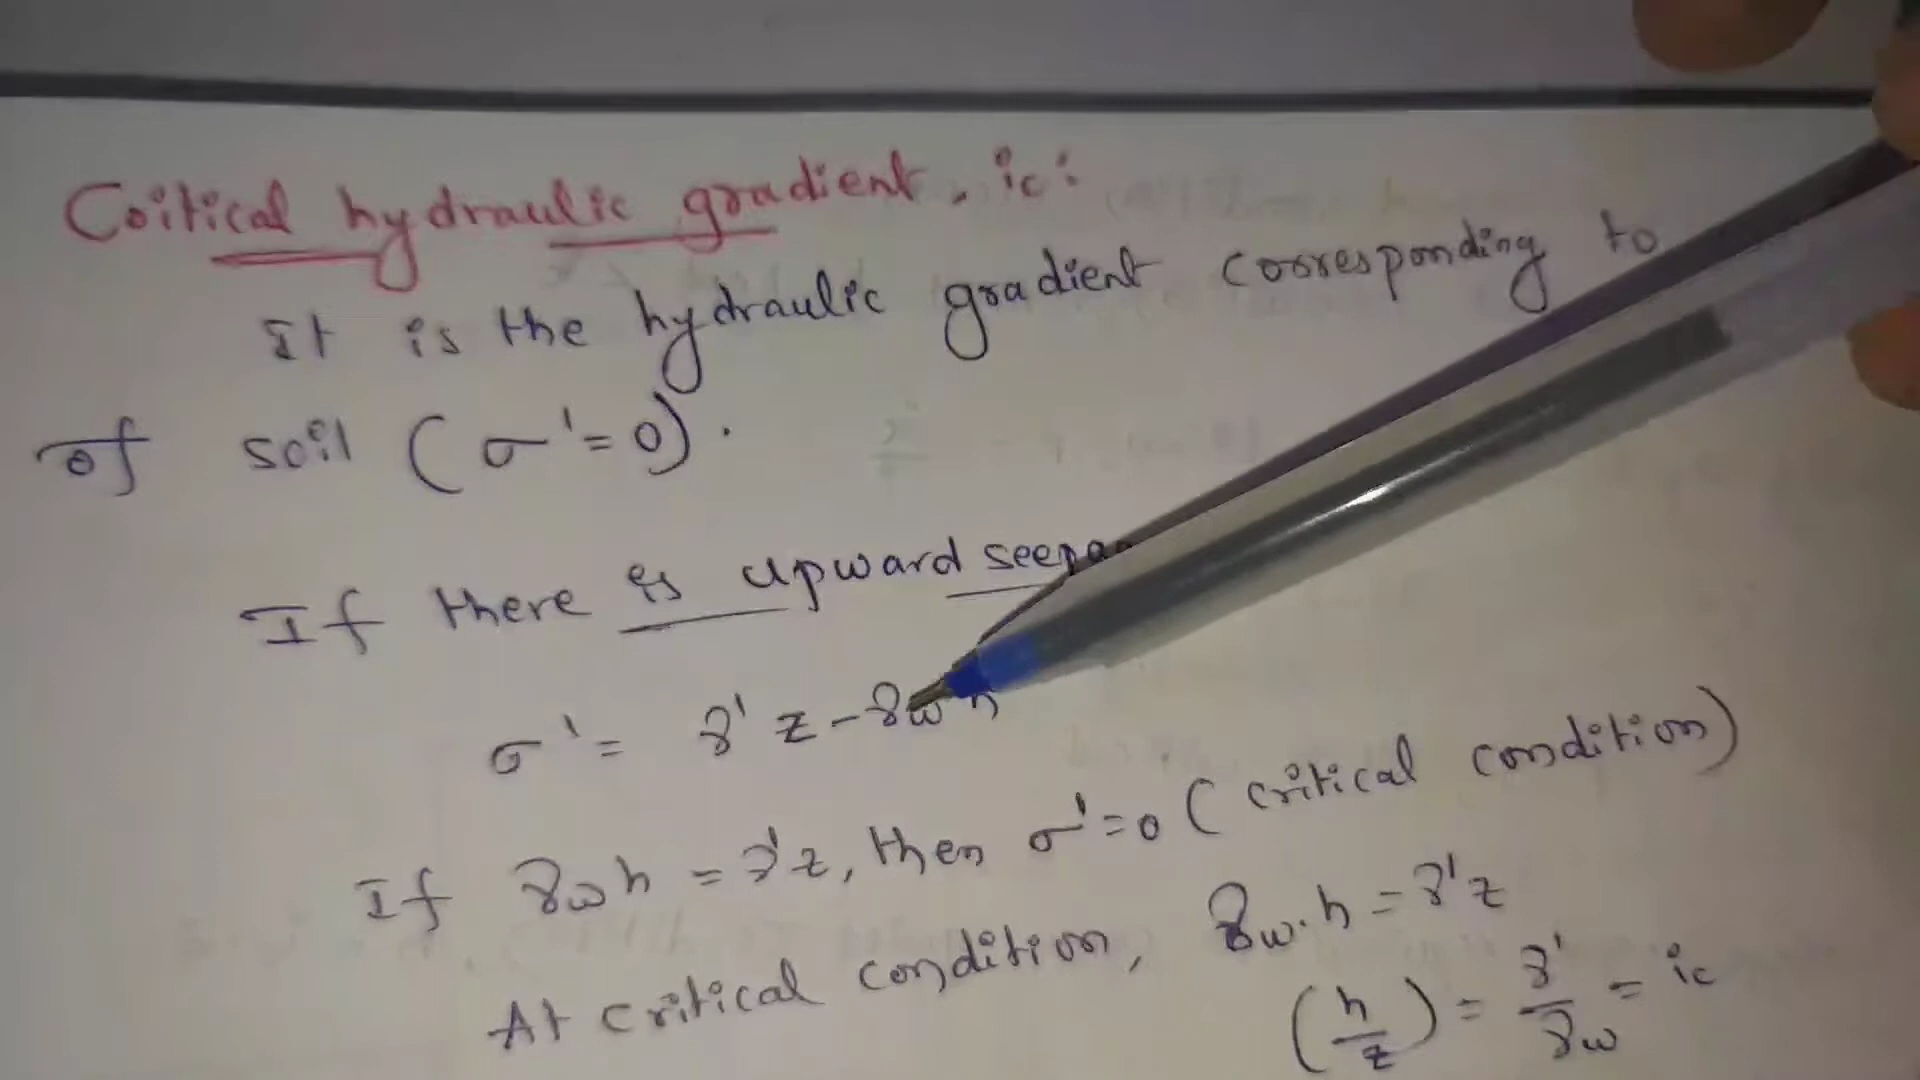 Critical hydraulic gradient, ic:
It is the hydraulic gradient corresponding to
of soil (σ'=0).
If there is upward
σ' = γ'z-γw h
If γw h = γ'z, then σ'=0 (critical condition)
At critical condition, γw.h = γ'z
(h/z) = γ'/γw = ic